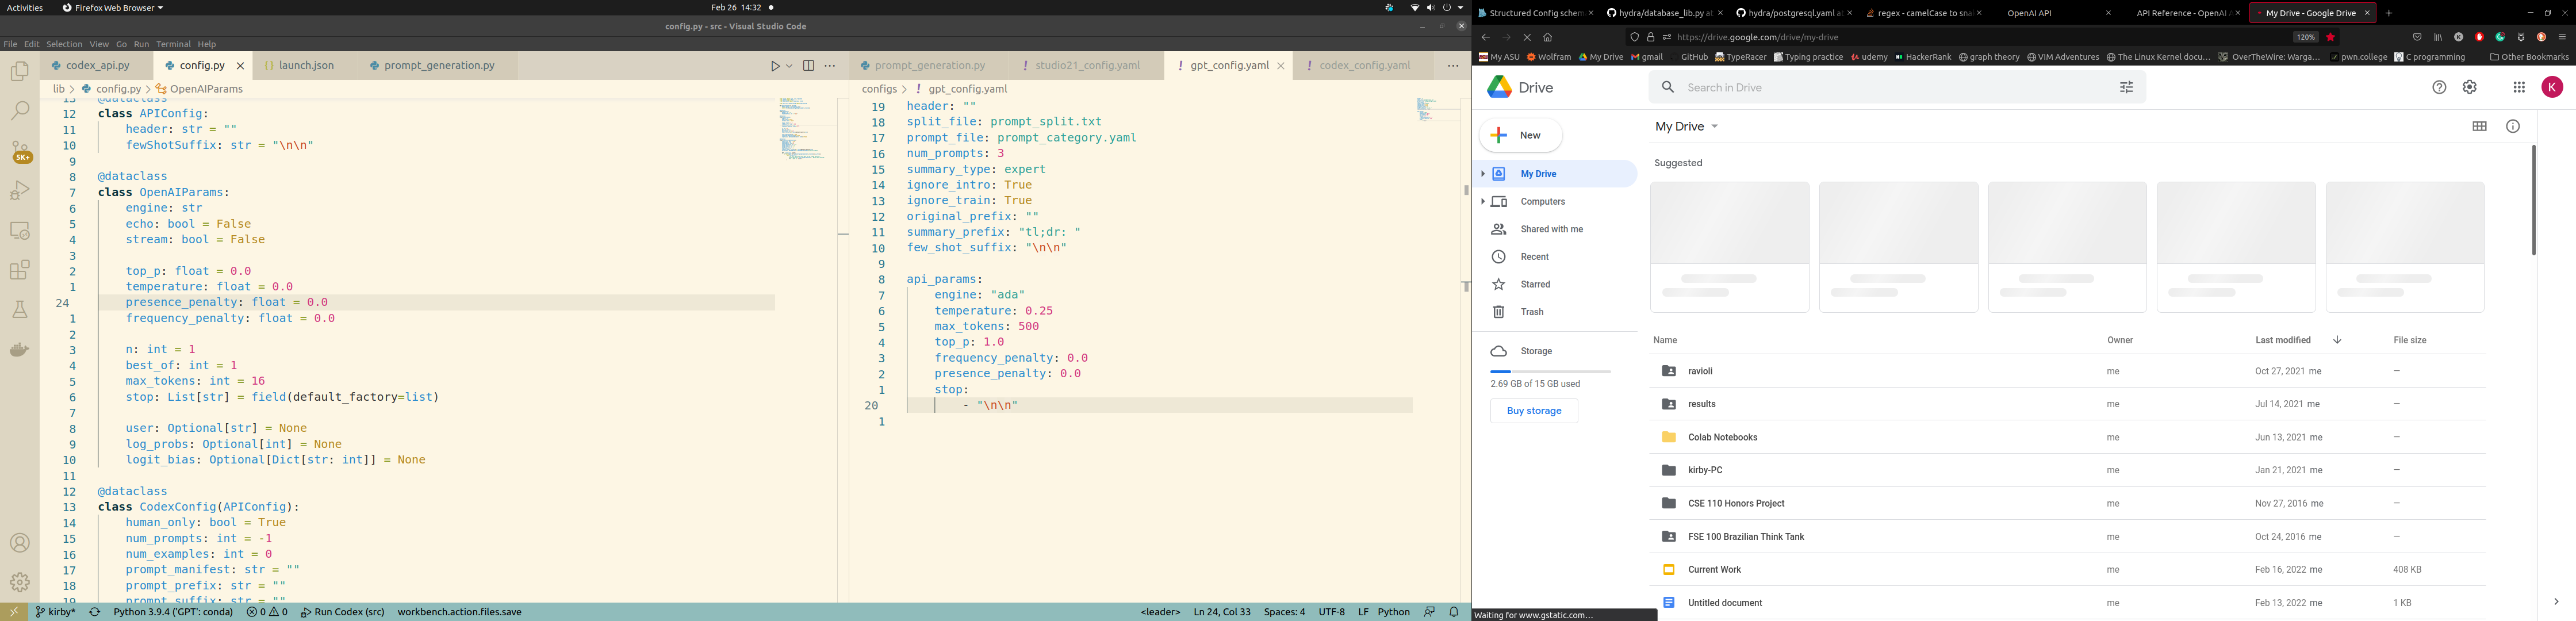 Activities
Firefox Web Browser
Feb 26 14:32
config.py - src - Visual Studio Code
File Edit Selection View Go Run Terminal Help
codex_api.py
config.py
launch.json
prompt_generation.py
lib > config.py > OpenAIParams
5K+
13 @dataclass
12 class APIConfig:
11 header: str = ""
10 fewShotSuffix: str = "\n\n"
9
8 @dataclass
7 class OpenAIParams:
6 engine: str
5 echo: bool = False
4 stream: bool = False
3
2 top_p: float = 0.0
1 temperature: float = 0.0
24 presence_penalty: float = 0.0
1 frequency_penalty: float = 0.0
2
3 n: int = 1
4 best_of: int = 1
5 max_tokens: int = 16
6 stop: List[str] = field(default_factory=list)
7
8 user: Optional[str] = None
9 log_probs: Optional[int] = None
10 logit_bias: Optional[Dict[str: int]] = None
11
12 @dataclass
13 class CodexConfig(APIConfig):
14 human_only: bool = True
15 num_prompts: int = -1
16 num_examples: int = 0
17 prompt_manifest: str = ""
18 prompt_prefix: str = ""
19 prompt_suffix: str = ""
prompt_generation.py
studio21_config.yaml
gpt_config.yaml
codex_config.yaml
configs > ! gpt_config.yaml
19 header: ""
18 split_file: prompt_split.txt
17 prompt_file: prompt_category.yaml
16 num_prompts: 3
15 summary_type: expert
14 ignore_intro: True
13 ignore_train: True
12 original_prefix: ""
11 summary_prefix: "tl;dr: "
10 few_shot_suffix: "\n\n"
9
8 api_params:
7 engine: "ada"
6 temperature: 0.25
5 max_tokens: 500
4 top_p: 1.0
3 frequency_penalty: 0.0
2 presence_penalty: 0.0
1 stop:
20 - "\n\n"
1
kirby* Python 3.9.4 ('GPT': conda) 0 0 Run Codex (src) workbench.action.files.save
<leader> Ln 24, Col 33 Spaces: 4 UTF-8 LF Python
Structured Config schem
hydra/database_lib.py at
hydra/postgresql.yaml at
regex - camelCase to sna
OpenAI API
API Reference - OpenAI A
My Drive - Google Drive
https://drive.google.com/drive/my-drive
120%
My ASU Wolfram My Drive gmail GitHub TypeRacer Typing practice udemy HackerRank graph theory VIM Adventures The Linux Kernel docu... OverTheWire: Warga... pwn.college C programming Other Bookmarks
Drive
Search in Drive
K
New
My Drive
Computers
Shared with me
Recent
Starred
Trash
Storage
2.69 GB of 15 GB used
Buy storage
My Drive
Suggested
Name Owner Last modified File size
ravioli me Oct 27, 2021 me —
results me Jul 14, 2021 me —
Colab Notebooks me Jun 13, 2021 me —
kirby-PC me Jan 21, 2021 me —
CSE 110 Honors Project me Nov 27, 2016 me —
FSE 100 Brazilian Think Tank me Oct 24, 2016 me —
Current Work me Feb 16, 2022 me 408 KB
Untitled document me Feb 13, 2022 me 1 KB
Waiting for www.gstatic.com...